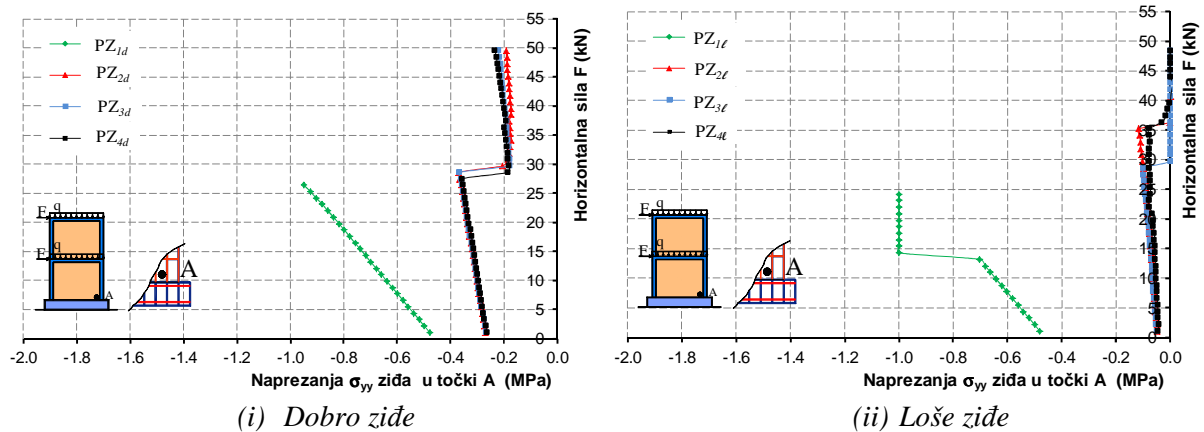 PZ1d
PZ2d
PZ3d
PZ4d
55
50
45
40
35
30
25
20
15
10
5
0
Horizontalna sila F (kN)
F q
F q
A
A
-2.0 -1.8 -1.6 -1.4 -1.2 -1.0 -0.8 -0.6 -0.4 -0.2 0.0
Naprezanja σyy ziđa u točki A (MPa)
(i) Dobro ziđe
PZ1ℓ
PZ2ℓ
PZ3ℓ
PZ4ℓ
55
50
45
40
35
30
25
20
15
10
5
0
Horizontalna sila F (kN)
F q
F q
A
A
-2.0 -1.8 -1.6 -1.4 -1.2 -1.0 -0.8 -0.6 -0.4 -0.2 0.0
Naprezanja σyy ziđa u točki A (MPa)
(ii) Loše ziđe